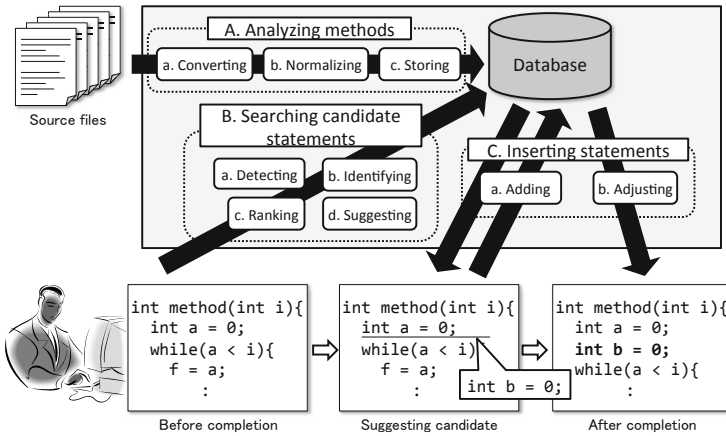 A. Analyzing methods
a. Converting
b. Normalizing
c. Storing
Database
Source files
B. Searching candidate
statements
a. Detecting
b. Identifying
c. Ranking
d. Suggesting
C. Inserting statements
a. Adding
b. Adjusting
int method(int i){
int a = 0;
while(a < i){
f = a;
:
Before completion
int method(int i){
int a = 0;
while(a < i)
f = a;
:
int b = 0;
Suggesting candidate
int method(int i){
int a = 0;
int b = 0;
while(a < i){
:
After completion